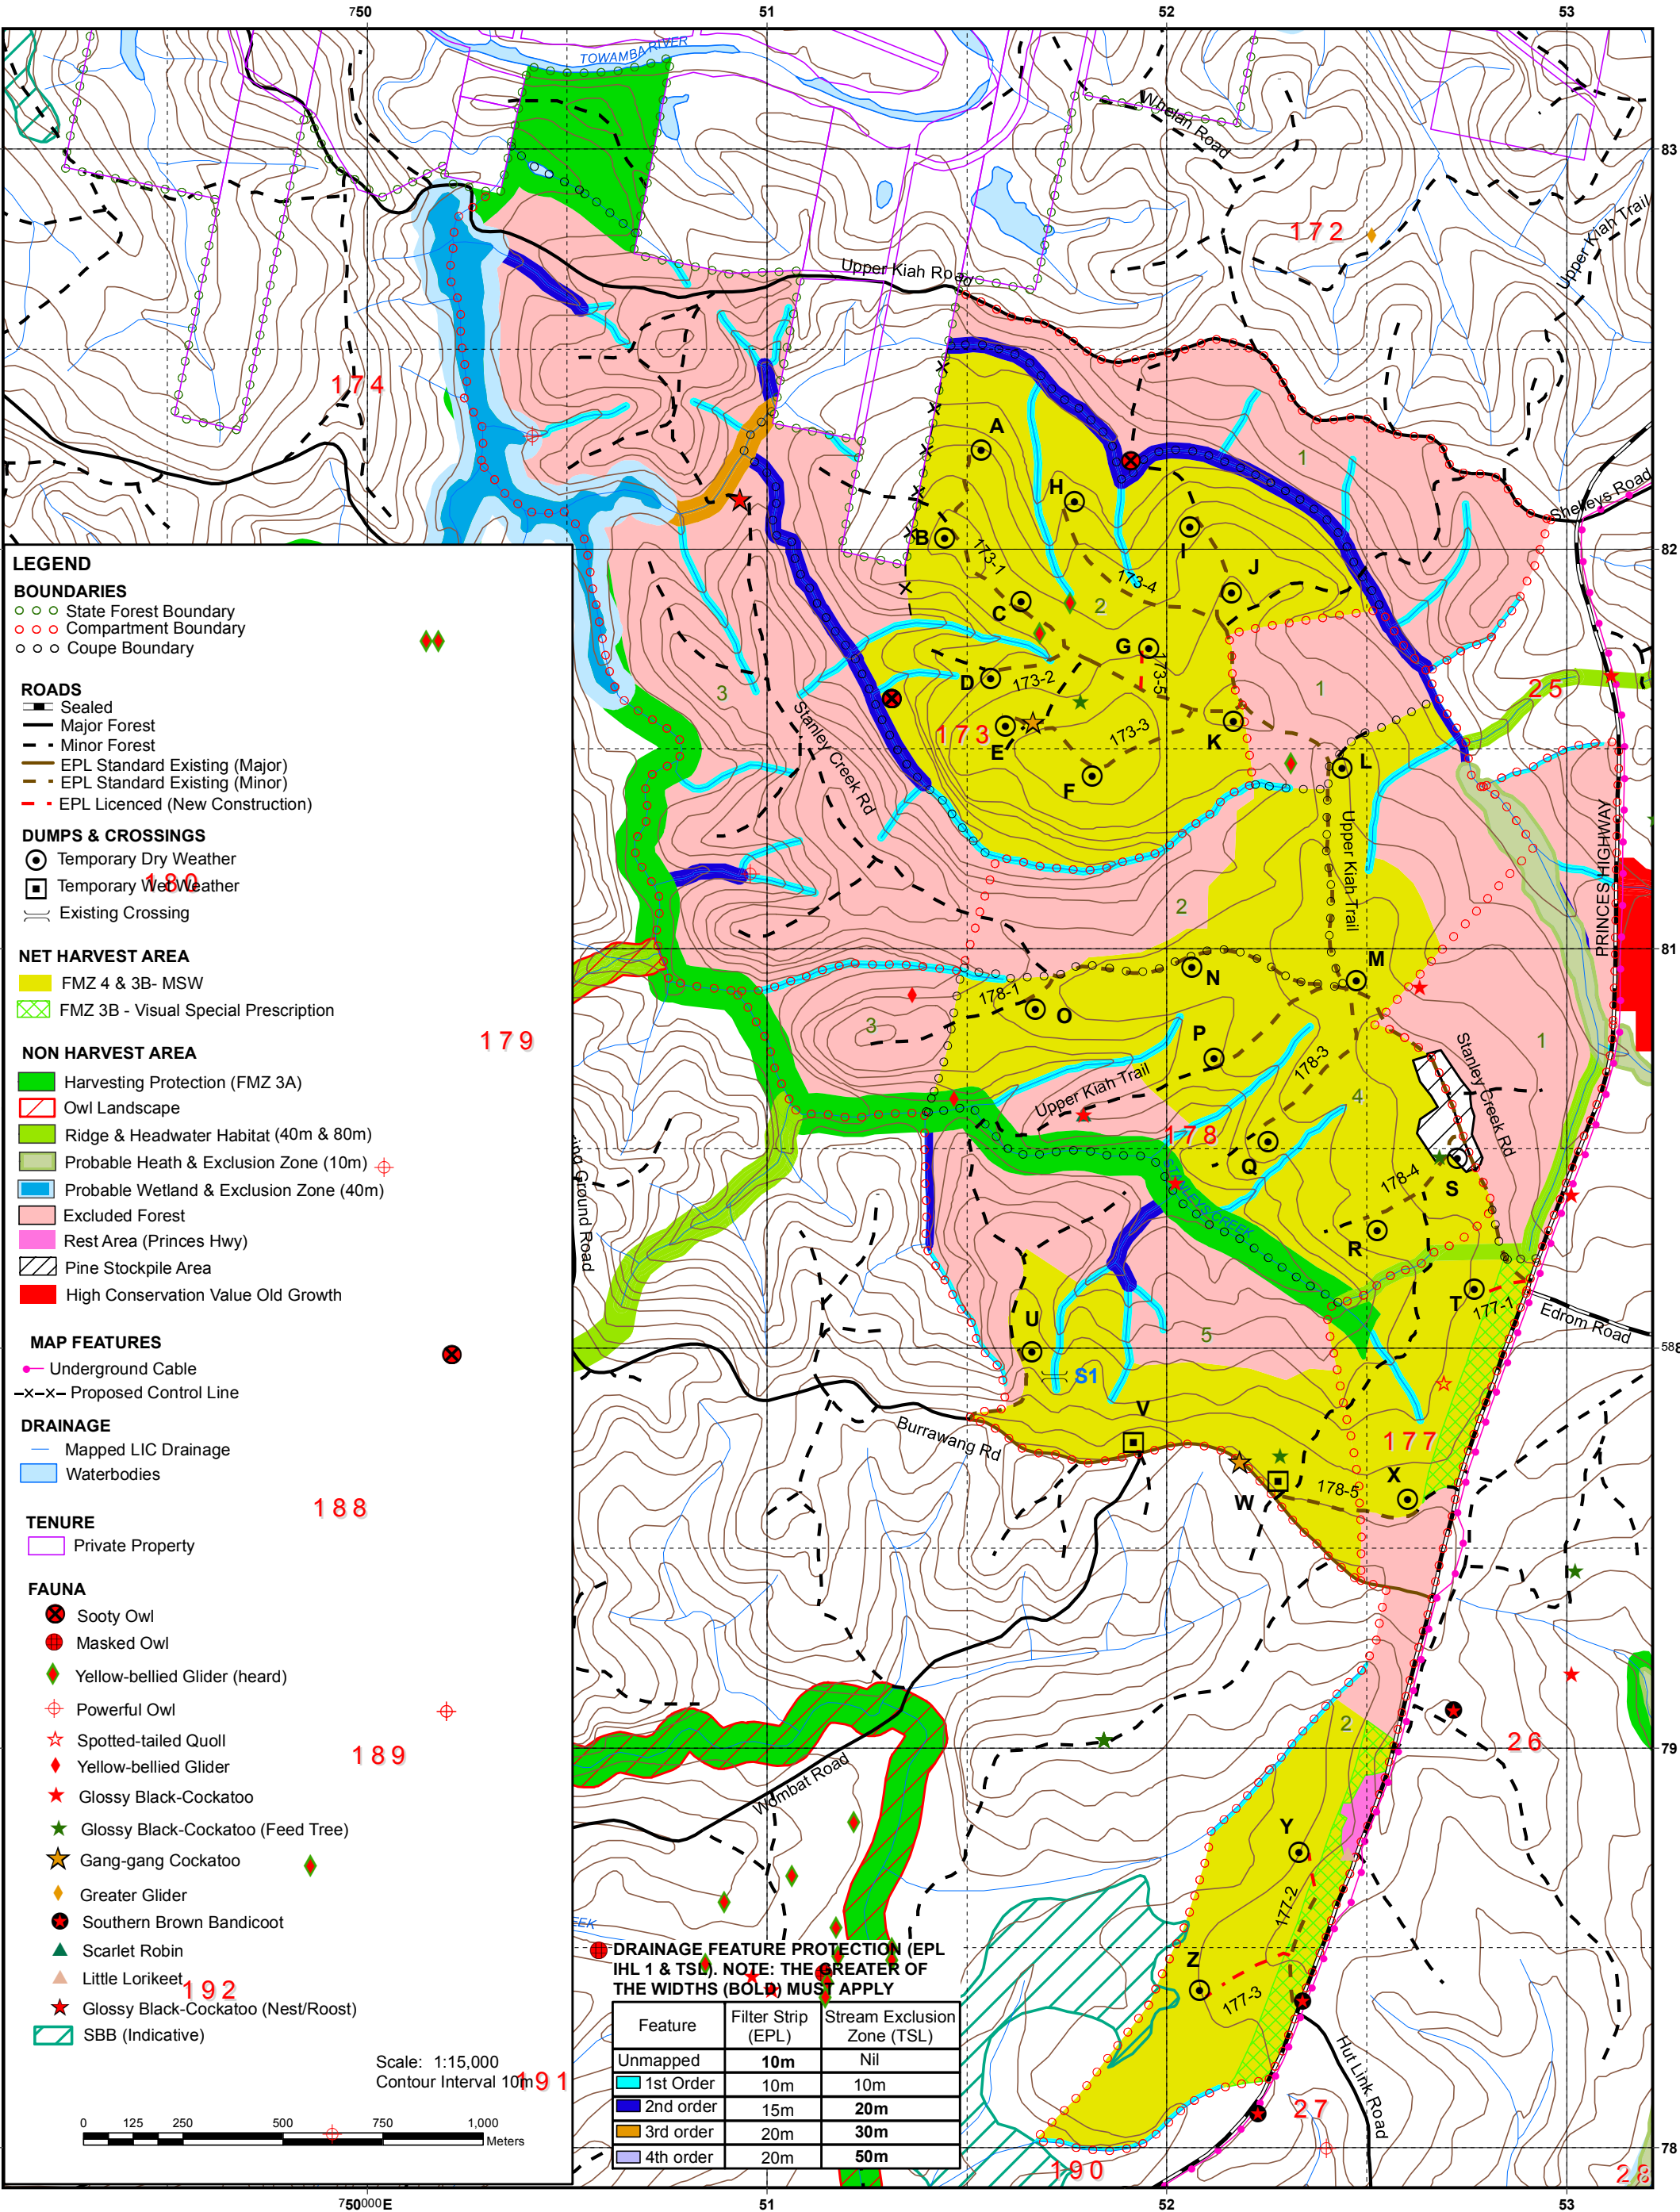 750 51 52 53
TOWAMBA RIVER
Whelan Road
83
172
Upper Kiah Trail
Upper Kiah Road
174
1
A
Shelleys Road
H
B
I
82
173-1
173-4
J
2
C
G
173-5
D
173-2
1
25
3
Stanley Creek Rd
173
E
173-3
K
F
L
Upper Kiah Trail
PRINCES HIGHWAY
2
81
M
N
178-1
O
3
P
178-3
1
Stanley Creek Rd
Upper Kiah Trail
4
178
Q
STANLEYS CREEK
178-4
S
R
ing Ground Road
T
177-1
Edrom Road
U
5
588
S1
V
Burrawang Rd
177
W
178-5
X
2
26
79
Wombat Road
Y
177-2
EEK
Z
177-3
Hut Link Road
27
190
78
28
LEGEND
BOUNDARIES
State Forest Boundary
Compartment Boundary
Coupe Boundary
ROADS
Sealed
Major Forest
Minor Forest
EPL Standard Existing (Major)
EPL Standard Existing (Minor)
EPL Licenced (New Construction)
DUMPS & CROSSINGS
Temporary Dry Weather
180
Temporary Wet Weather
Existing Crossing
NET HARVEST AREA
FMZ 4 & 3B- MSW
FMZ 3B - Visual Special Prescription
179
NON HARVEST AREA
Harvesting Protection (FMZ 3A)
Owl Landscape
Ridge & Headwater Habitat (40m & 80m)
Probable Heath & Exclusion Zone (10m)
Probable Wetland & Exclusion Zone (40m)
Excluded Forest
Rest Area (Princes Hwy)
Pine Stockpile Area
High Conservation Value Old Growth
MAP FEATURES
Underground Cable
Proposed Control Line
DRAINAGE
Mapped LIC Drainage
Waterbodies
188
TENURE
Private Property
FAUNA
Sooty Owl
Masked Owl
Yellow-bellied Glider (heard)
Powerful Owl
Spotted-tailed Quoll
189
Yellow-bellied Glider
Glossy Black-Cockatoo
Glossy Black-Cockatoo (Feed Tree)
Gang-gang Cockatoo
Greater Glider
Southern Brown Bandicoot
Scarlet Robin
Little Lorikeet
192
Glossy Black-Cockatoo (Nest/Roost)
SBB (Indicative)
Scale: 1:15,000
Contour Interval 10m
191
0 125 250 500 750 1,000
Meters
DRAINAGE FEATURE PROTECTION (EPL
IHL 1 & TSL). NOTE: THE GREATER OF
THE WIDTHS (BOLD) MUST APPLY
Feature Filter Strip (EPL) Stream Exclusion Zone (TSL)
Unmapped 10m Nil
1st Order 10m 10m
2nd order 15m 20m
3rd order 20m 30m
4th order 20m 50m
750000E 51 52 53